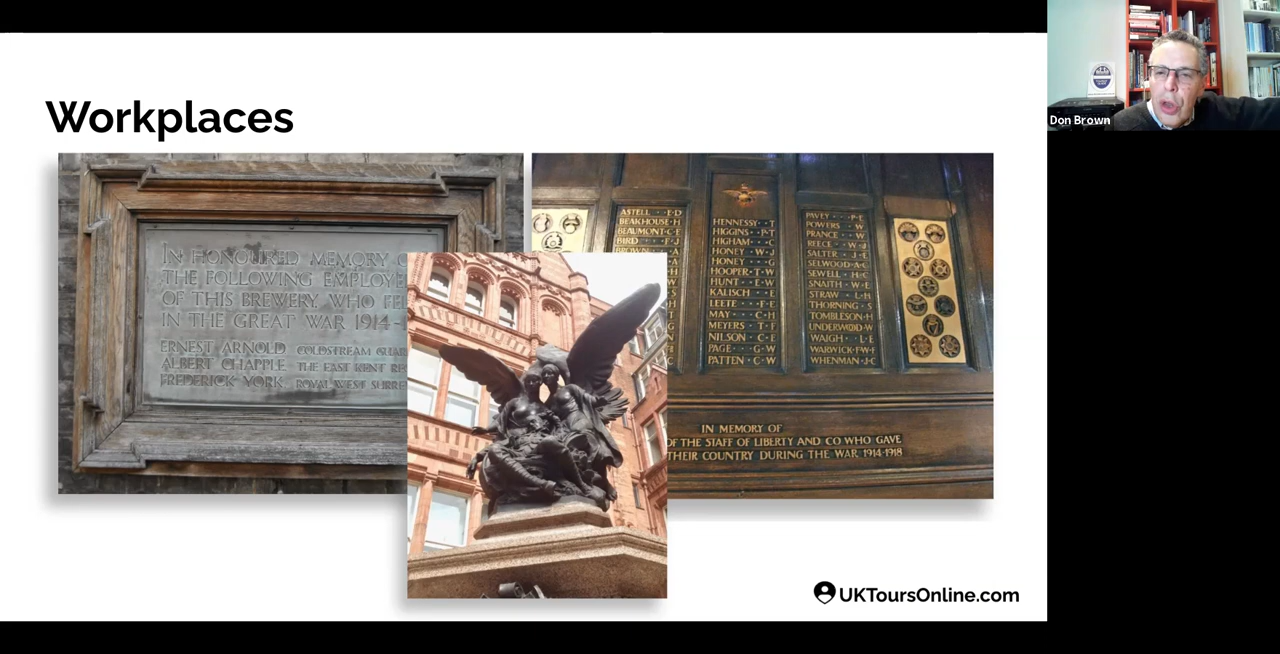 Workplaces
IN HONOURED MEMORY O
THE FOLLOWING EMPLOYE
OF THIS BREWERY, WHO FE
IN THE GREAT WAR 1914-1
ERNEST ARNOLD COLDSTREAM GUAR
ALBERT CHAPPLE, THE EAST KENT RE
FREDERICK YORK, ROYAL WEST SURRE
ASTELL · · E·D
BEAKHOUSE·H
BEAUMONT·C·E
BIRD · · F·J
HENNESSY · · T
HIGGINS · · P·T
HIGHAM · · · C
HONEY · W·J
HONEY · · · G
HOOPER·T·W
HUNT · · E·W
KALISCH · · E
LEETE · · · F·E
MAY · · · C·H
MEYERS · T·F
NILSON · · C·E
PAGE · · · G·W
PATTEN · C·W
PAVEY · · P·E
POWERS · · W
PRANCE · · W
REECE · · W·J
SALTER · · J·E
SELWOOD·A·C
SEWELL · H·C
SNAITH · W·E
STRAW · · L·H
THORNING · S
TOMBLESON·H
UNDERWOOD·W
WAIGH · · L·E
WARWICK·F·W·F
WHENMAN·J·C
IN MEMORY OF
OF THE STAFF OF LIBERTY AND CO WHO GAVE
THEIR COUNTRY DURING THE WAR 1914-1918
UKToursOnline.com
Don Brown